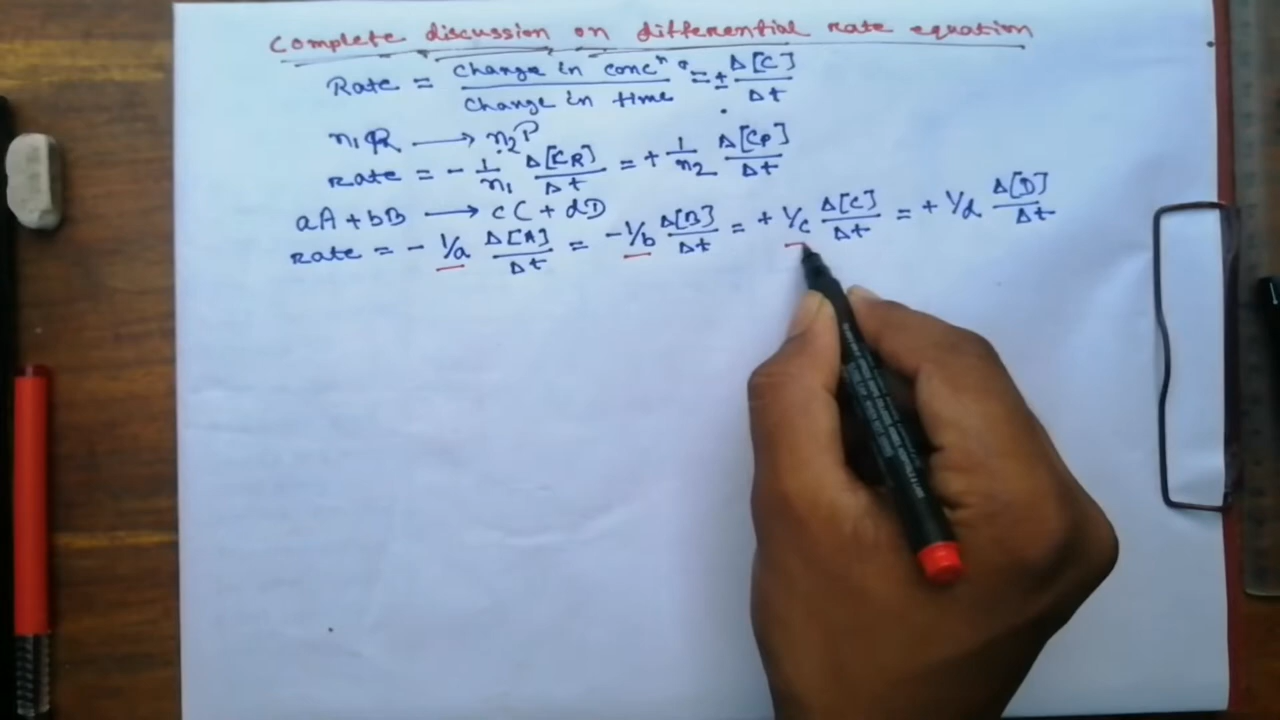 Complete discussion on differential rate equation
Rate = change in concⁿ / change in time = ± Δ[C] / Δt
n₁R ⟶ n₂P
rate = - 1/n₁ Δ[CR] / Δt = + 1/n₂ Δ[CP] / Δt
aA + bB ⟶ cC + dD
rate = - 1/a Δ[A] / Δt = - 1/b Δ[B] / Δt = + 1/c Δ[C] / Δt = + 1/d Δ[D] / Δt